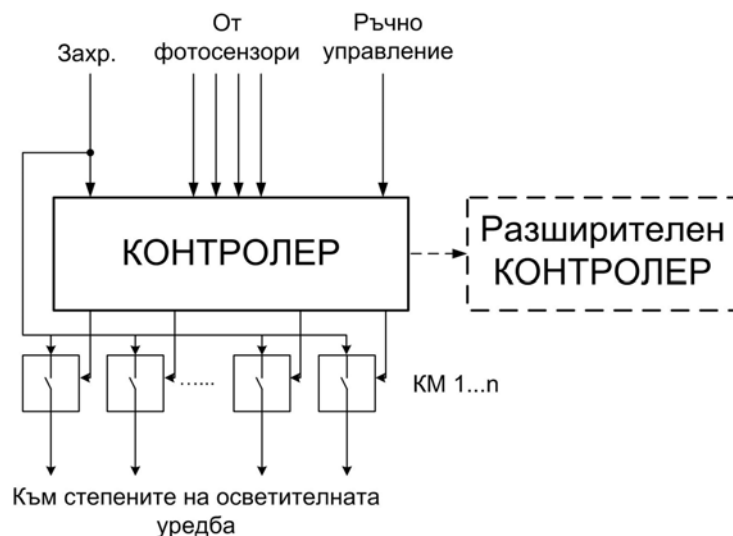 Захр.
От
фотосензори
Ръчно
управление
КОНТРОЛЕР
Разширителен
КОНТРОЛЕР
......
КМ 1...n
Към степените на осветителната
уредба